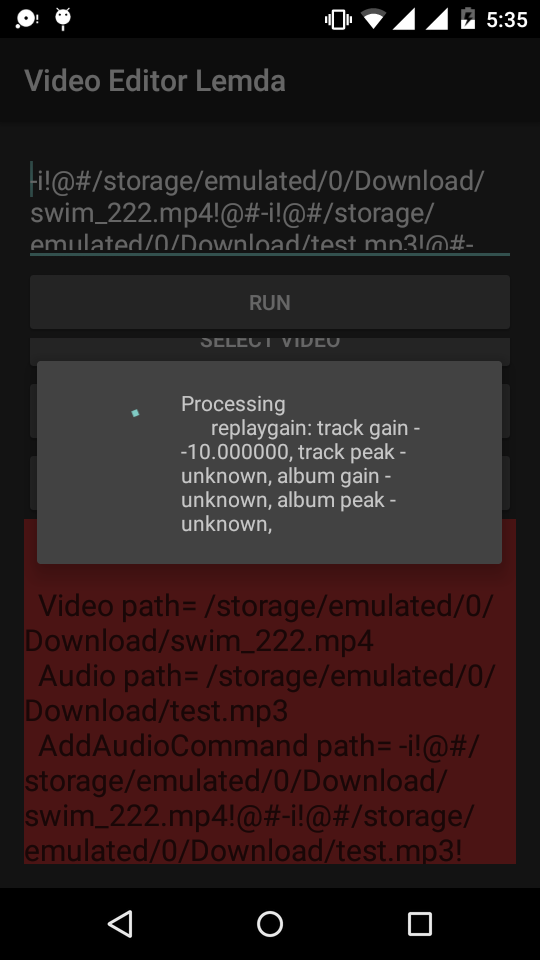 5:35
Video Editor Lemda
-i!@#/storage/emulated/0/Download/
swim_222.mp4!@#-i!@#/storage/
emulated/0/Download/test.mp3!@#-
RUN
SELECT VIDEO
Processing
replaygain: track gain -
-10.000000, track peak -
unknown, album gain -
unknown, album peak -
unknown,
Video path= /storage/emulated/0/
Download/swim_222.mp4
Audio path= /storage/emulated/0/
Download/test.mp3
AddAudioCommand path= -i!@#/
storage/emulated/0/Download/
swim_222.mp4!@#-i!@#/storage/
emulated/0/Download/test.mp3!